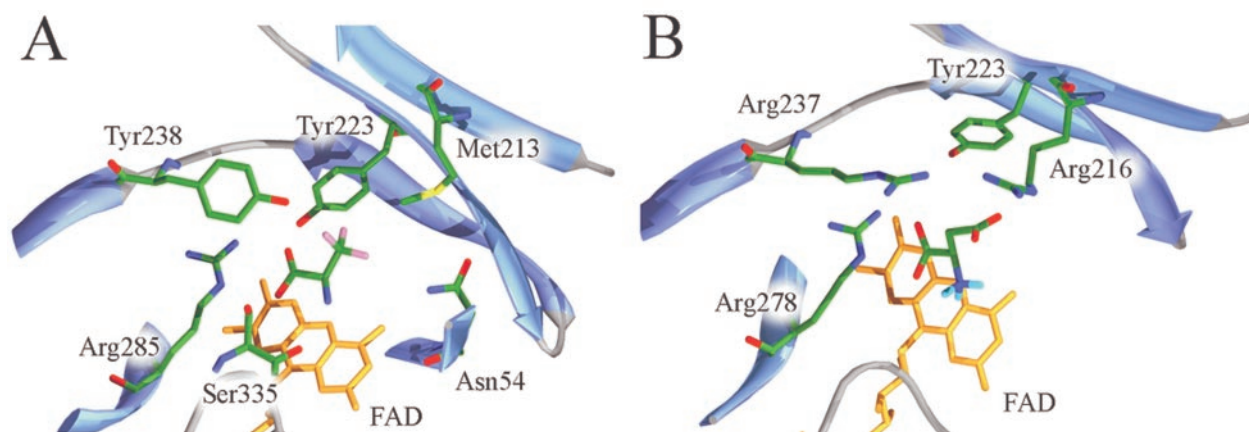 A
Tyr238
Tyr223
Met213
Arg285
Ser335
Asn54
FAD
B
Tyr223
Arg237
Arg216
Arg278
FAD